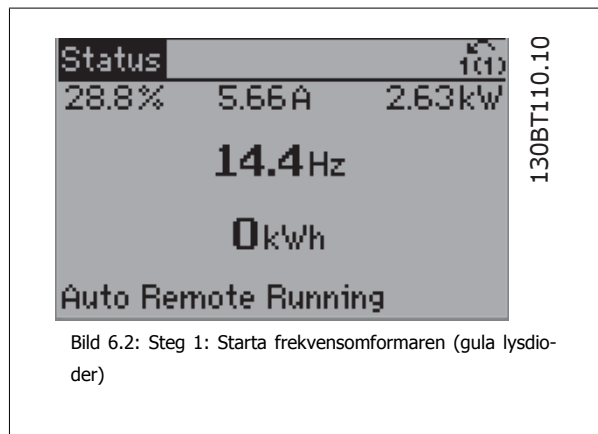 Status 1(1)
28.8% 5.66A 2.63kW
14.4Hz
0kWh
Auto Remote Running
130BT110.10
Bild 6.2: Steg 1: Starta frekvensomformaren (gula lysdio-
der)